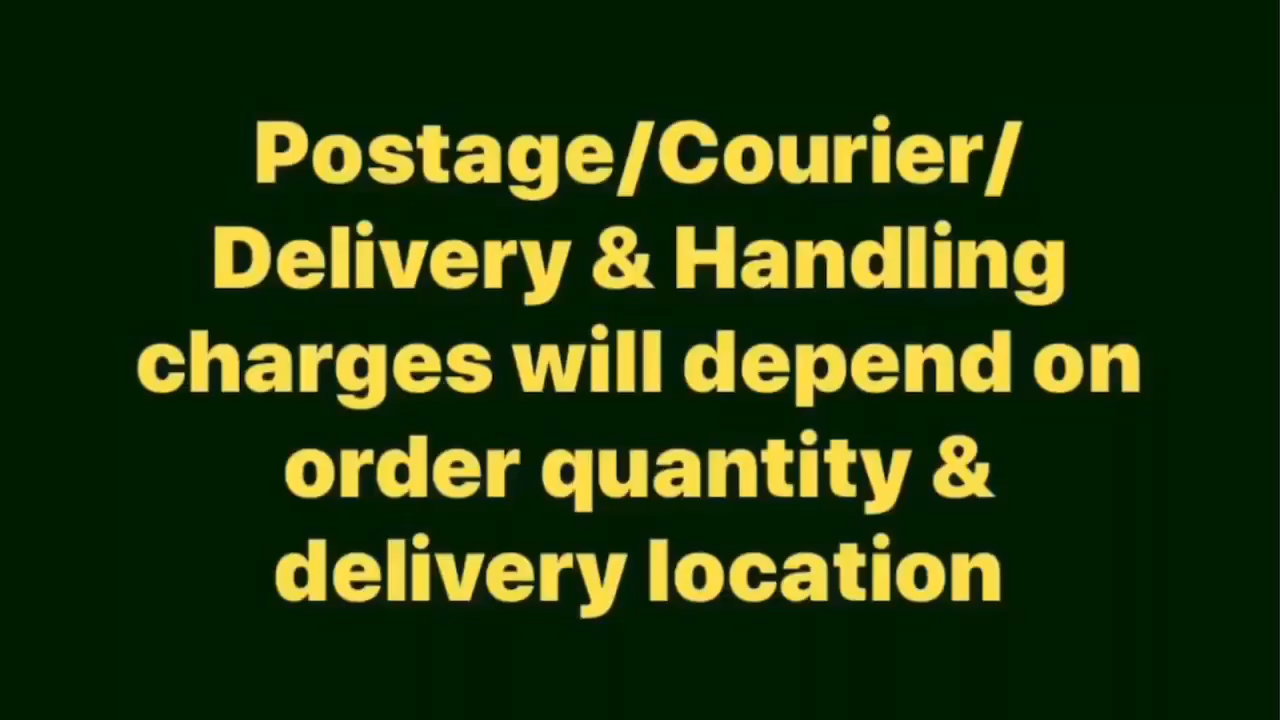 Postage/Courier/
Delivery & Handling
charges will depend on
order quantity &
delivery location